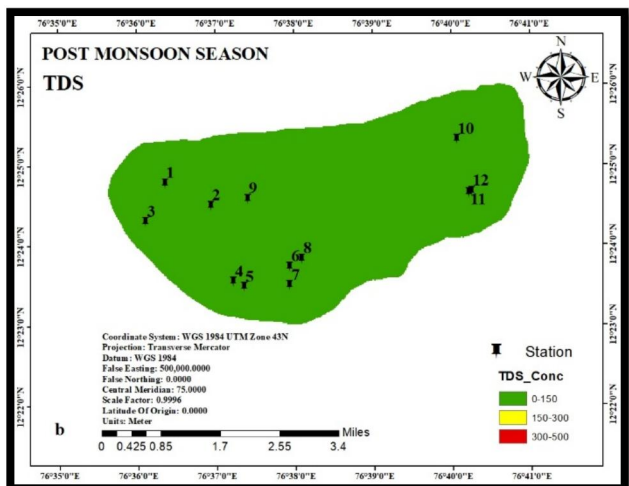 76°35'0"E 76°36'0"E 76°37'0"E 76°38'0"E 76°39'0"E 76°40'0"E 76°41'0"E
POST MONSOON SEASON
TDS
N
W E
S
12°26'0"N 12°26'0"N
12°25'0"N 12°25'0"N
12°24'0"N 12°24'0"N
12°23'0"N 12°23'0"N
12°22'0"N 12°22'0"N
10
1
12
2 9
11
3
8
6
4
5 7
Coordinate System: WGS 1984 UTM Zone 43N
Projection: Transverse Mercator
Datum: WGS 1984
False Easting: 500,000.0000
False Northing: 0.0000
Central Meridian: 75.0000
Scale Factor: 0.9996
Latitude Of Origin: 0.0000
Units: Meter
Station
TDS_Conc
0-150
150-300
300-500
b
Miles
0 0.425 0.85 1.7 2.55 3.4
76°35'0"E 76°36'0"E 76°37'0"E 76°38'0"E 76°39'0"E 76°40'0"E 76°41'0"E